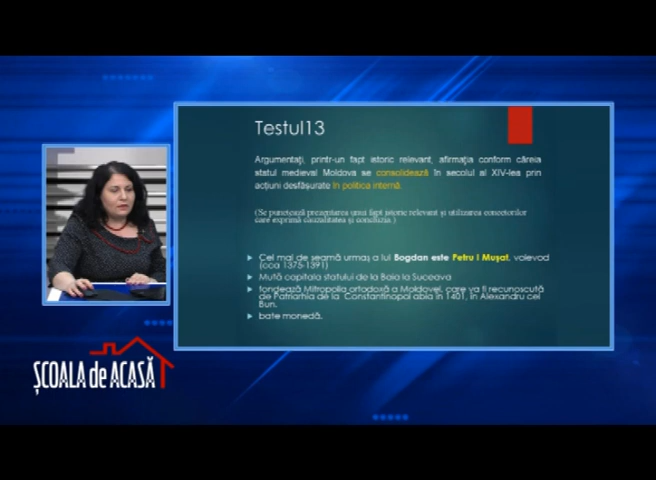 Testul13
Argumentați, printr-un fapt istoric relevant, afirmația conform căreia
statul medieval Moldova se consolidează în secolul al XIV-lea prin
acțiuni desfășurate în politica internă.
(Se punctează prezentarea unui fapt istoric relevant și utilizarea conectorilor
care exprimă cauzalitatea și concluzia.)
Cel mai de seamă urmaș a lui Bogdan este Petru I Mușat, voievod
(cca 1375-1391)
Mută capitala statului de la Baia la Suceava
fondează Mitropolia ortodoxă a Moldovei, care va fi recunoscută
de Patriarhia de la Constantinopol abia în 1401, în Alexandru cel
Bun.
bate monedă.
ȘCOALA de ACASĂ